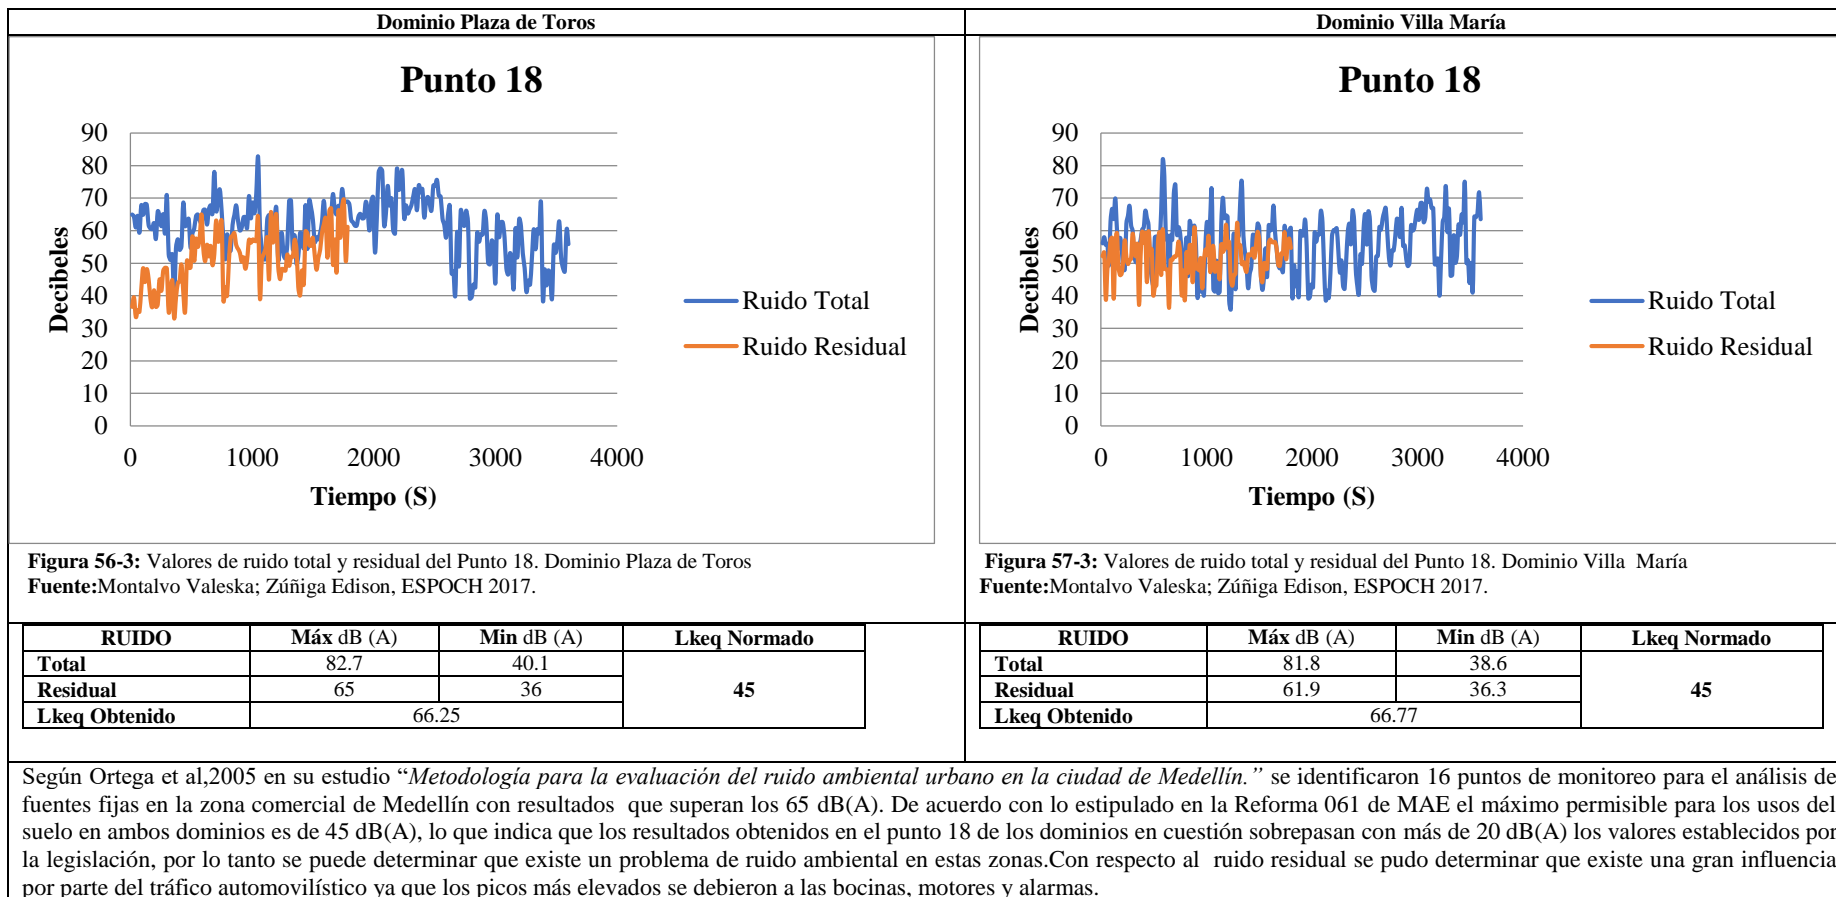 Dominio Plaza de Toros
Punto 18
90
80
70
60
50
40
30
20
10
0
Decibeles
0 1000 2000 3000 4000
Tiempo (S)
Ruido Total
Ruido Residual
Figura 56-3: Valores de ruido total y residual del Punto 18. Dominio Plaza de Toros
Fuente:Montalvo Valeska; Zúñiga Edison, ESPOCH 2017.
RUIDO Máx dB (A) Min dB (A) Lkeq Normado
Total 82.7 40.1
Residual 65 36 45
Lkeq Obtenido 66.25
Dominio Villa María
Punto 18
90
80
70
60
50
40
30
20
10
0
Decibeles
0 1000 2000 3000 4000
Tiempo (S)
Ruido Total
Ruido Residual
Figura 57-3: Valores de ruido total y residual del Punto 18. Dominio Villa María
Fuente:Montalvo Valeska; Zúñiga Edison, ESPOCH 2017.
RUIDO Máx dB (A) Min dB (A) Lkeq Normado
Total 81.8 38.6
Residual 61.9 36.3 45
Lkeq Obtenido 66.77
Según Ortega et al,2005 en su estudio “Metodología para la evaluación del ruido ambiental urbano en la ciudad de Medellín.” se identificaron 16 puntos de monitoreo para el análisis de
fuentes fijas en la zona comercial de Medellín con resultados que superan los 65 dB(A). De acuerdo con lo estipulado en la Reforma 061 de MAE el máximo permisible para los usos del
suelo en ambos dominios es de 45 dB(A), lo que indica que los resultados obtenidos en el punto 18 de los dominios en cuestión sobrepasan con más de 20 dB(A) los valores establecidos por
la legislación, por lo tanto se puede determinar que existe un problema de ruido ambiental en estas zonas.Con respecto al ruido residual se pudo determinar que existe una gran influencia
por parte del tráfico automovilístico ya que los picos más elevados se debieron a las bocinas, motores y alarmas.